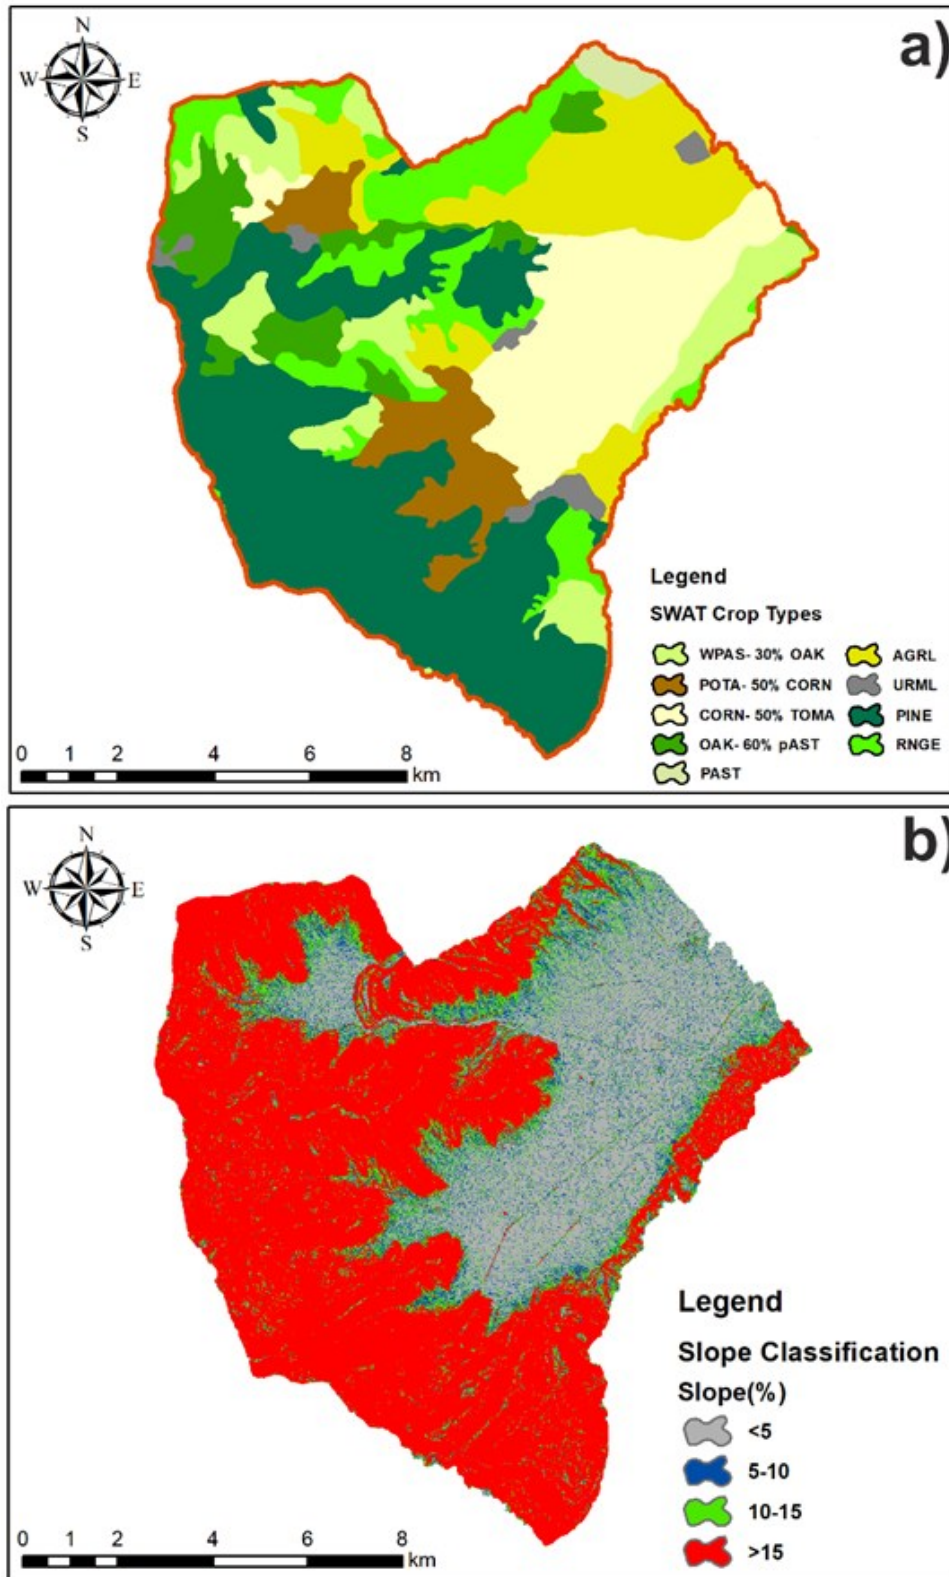 a)
N
W E
S
Legend
SWAT Crop Types
WPAS- 30% OAK AGRL
POTA- 50% CORN URML
CORN- 50% TOMA PINE
OAK- 60% pAST RNGE
PAST
0 1 2 4 6 8
km
b)
N
W E
S
Legend
Slope Classification
Slope(%)
<5
5-10
10-15
>15
0 1 2 4 6 8
km